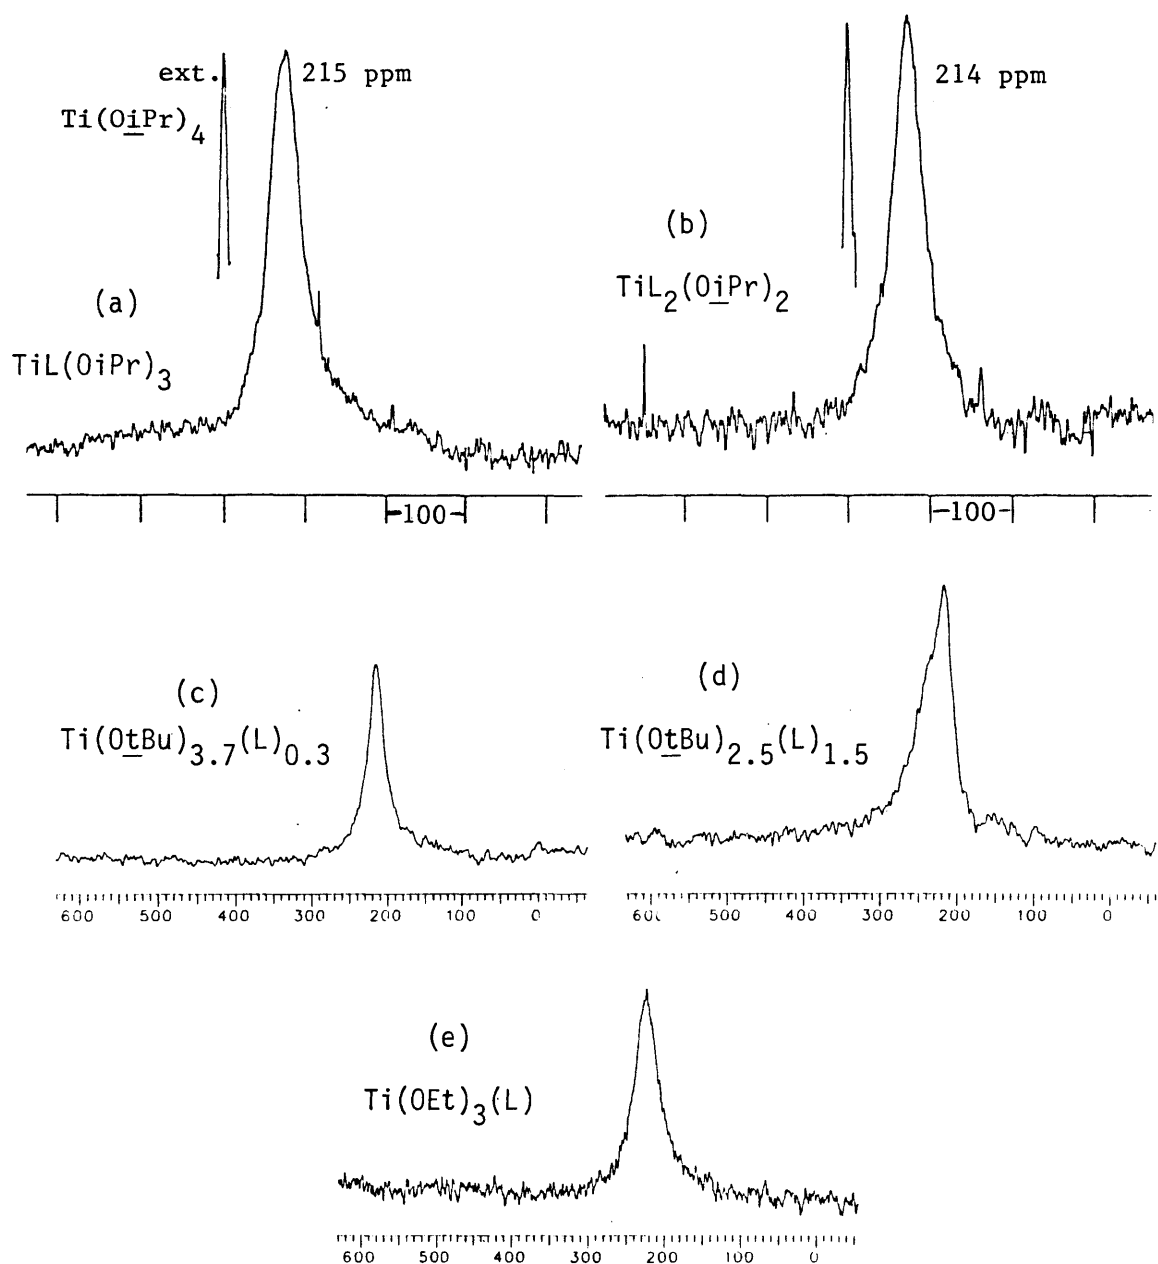 ext.
215 ppm
Ti(OiPr)4
(a)
TiL(OiPr)3
-100-
214 ppm
(b)
TiL2(OiPr)2
-100-
(c)
Ti(OtBu)3.7(L)0.3
600 500 400 300 200 100 0
(d)
Ti(OtBu)2.5(L)1.5
600 500 400 300 200 100 0
(e)
Ti(OEt)3(L)
600 500 400 300 200 100 0